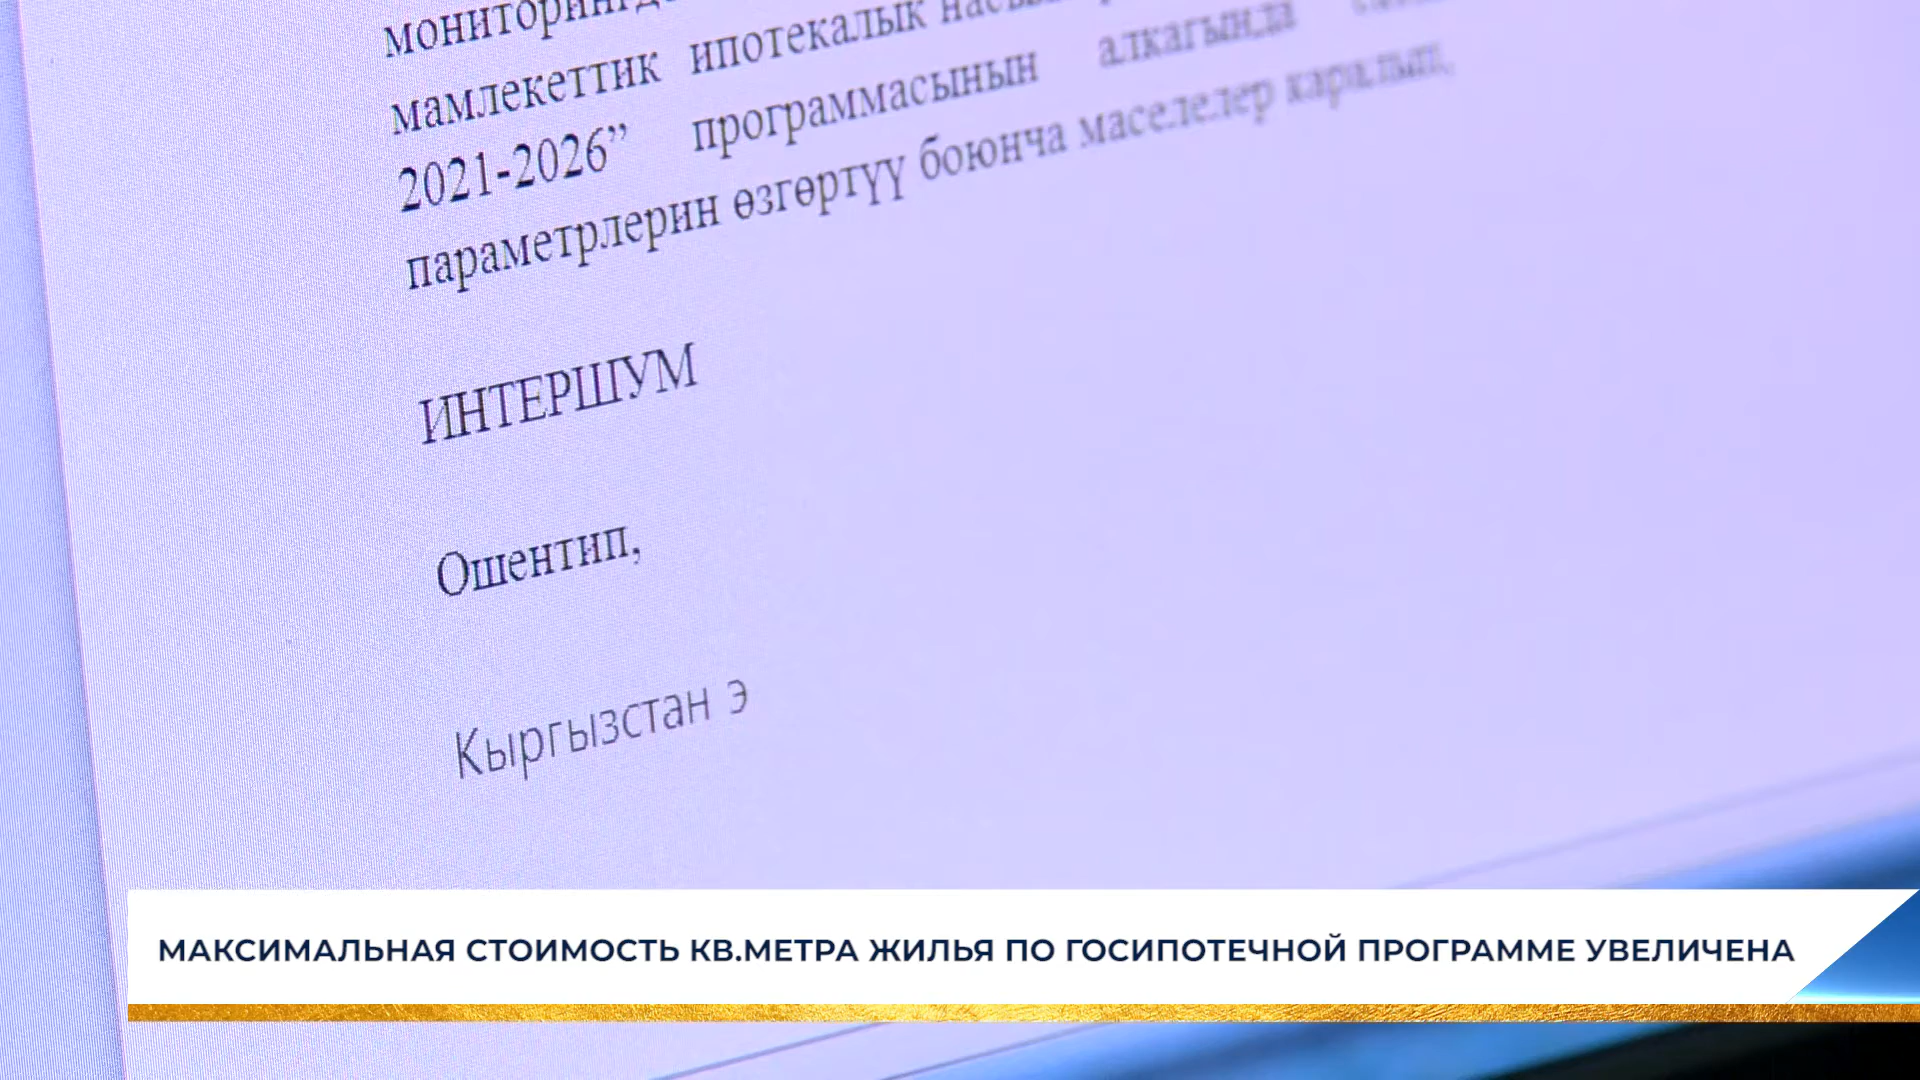 мамлекеттик ипотекалык
2021-2026” программасынын алкагында
параметрлерин өзгөртүү боюнча маселелер каралып,
ИНТЕРШУМ
Ошентип,
Кыргызстан э
МАКСИМАЛЬНАЯ СТОИМОСТЬ КВ.МЕТРА ЖИЛЬЯ ПО ГОСИПОТЕЧНОЙ ПРОГРАММЕ УВЕЛИЧЕНА